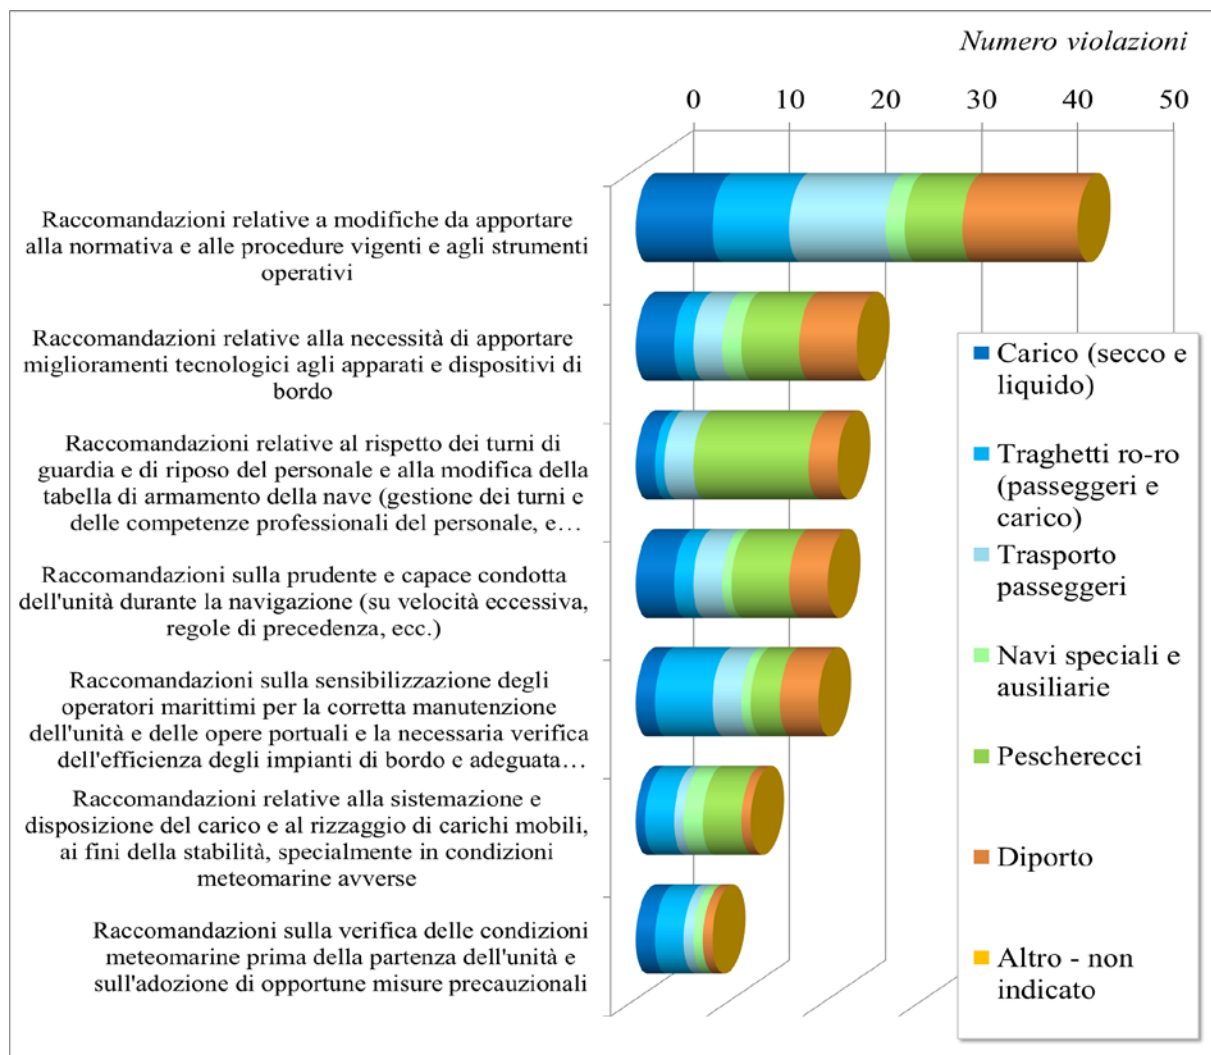 Numero violazioni
0 10 20 30 40 50
Raccomandazioni relative a modifiche da apportare
alla normativa e alle procedure vigenti e agli strumenti
operativi
Raccomandazioni relative alla necessità di apportare
miglioramenti tecnologici agli apparati e dispositivi di
bordo
Raccomandazioni relative al rispetto dei turni di
guardia e di riposo del personale e alla modifica della
tabella di armamento della nave (gestione dei turni e
delle competenze professionali del personale, e…
Raccomandazioni sulla prudente e capace condotta
dell'unità durante la navigazione (su velocità eccessiva,
regole di precedenza, ecc.)
Raccomandazioni sulla sensibilizzazione degli
operatori marittimi per la corretta manutenzione
dell'unità e delle opere portuali e la necessaria verifica
dell'efficienza degli impianti di bordo e adeguata…
Raccomandazioni relative alla sistemazione e
disposizione del carico e al rizzaggio di carichi mobili,
ai fini della stabilità, specialmente in condizioni
meteomarine avverse
Raccomandazioni sulla verifica delle condizioni
meteomarine prima della partenza dell'unità e
sull'adozione di opportune misure precauzionali
Carico (secco e
liquido)
Traghetti ro-ro
(passeggeri e
carico)
Trasporto
passeggeri
Navi speciali e
ausiliarie
Pescherecci
Diporto
Altro - non
indicato